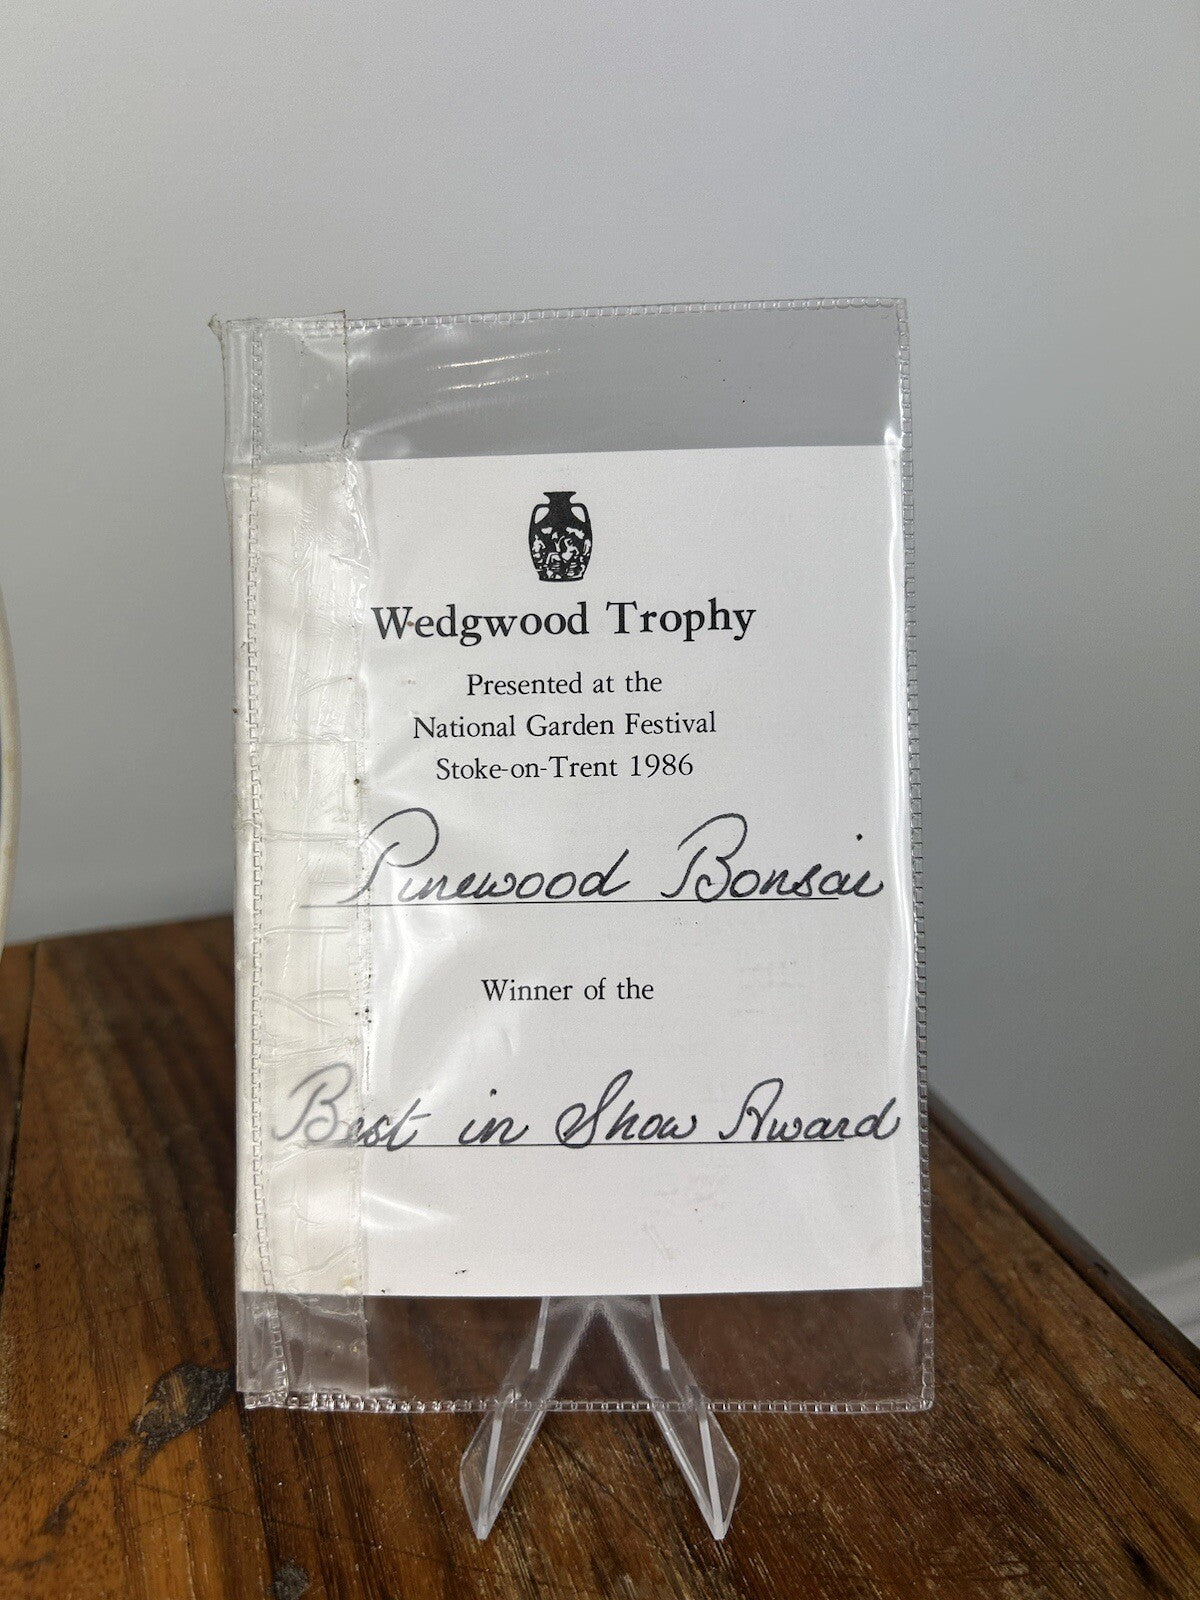 Wedgwood Trophy
Presented at the
National Garden Festival
Stoke-on-Trent 1986
Pinewood Bonsai
Winner of the
Best in Show Award